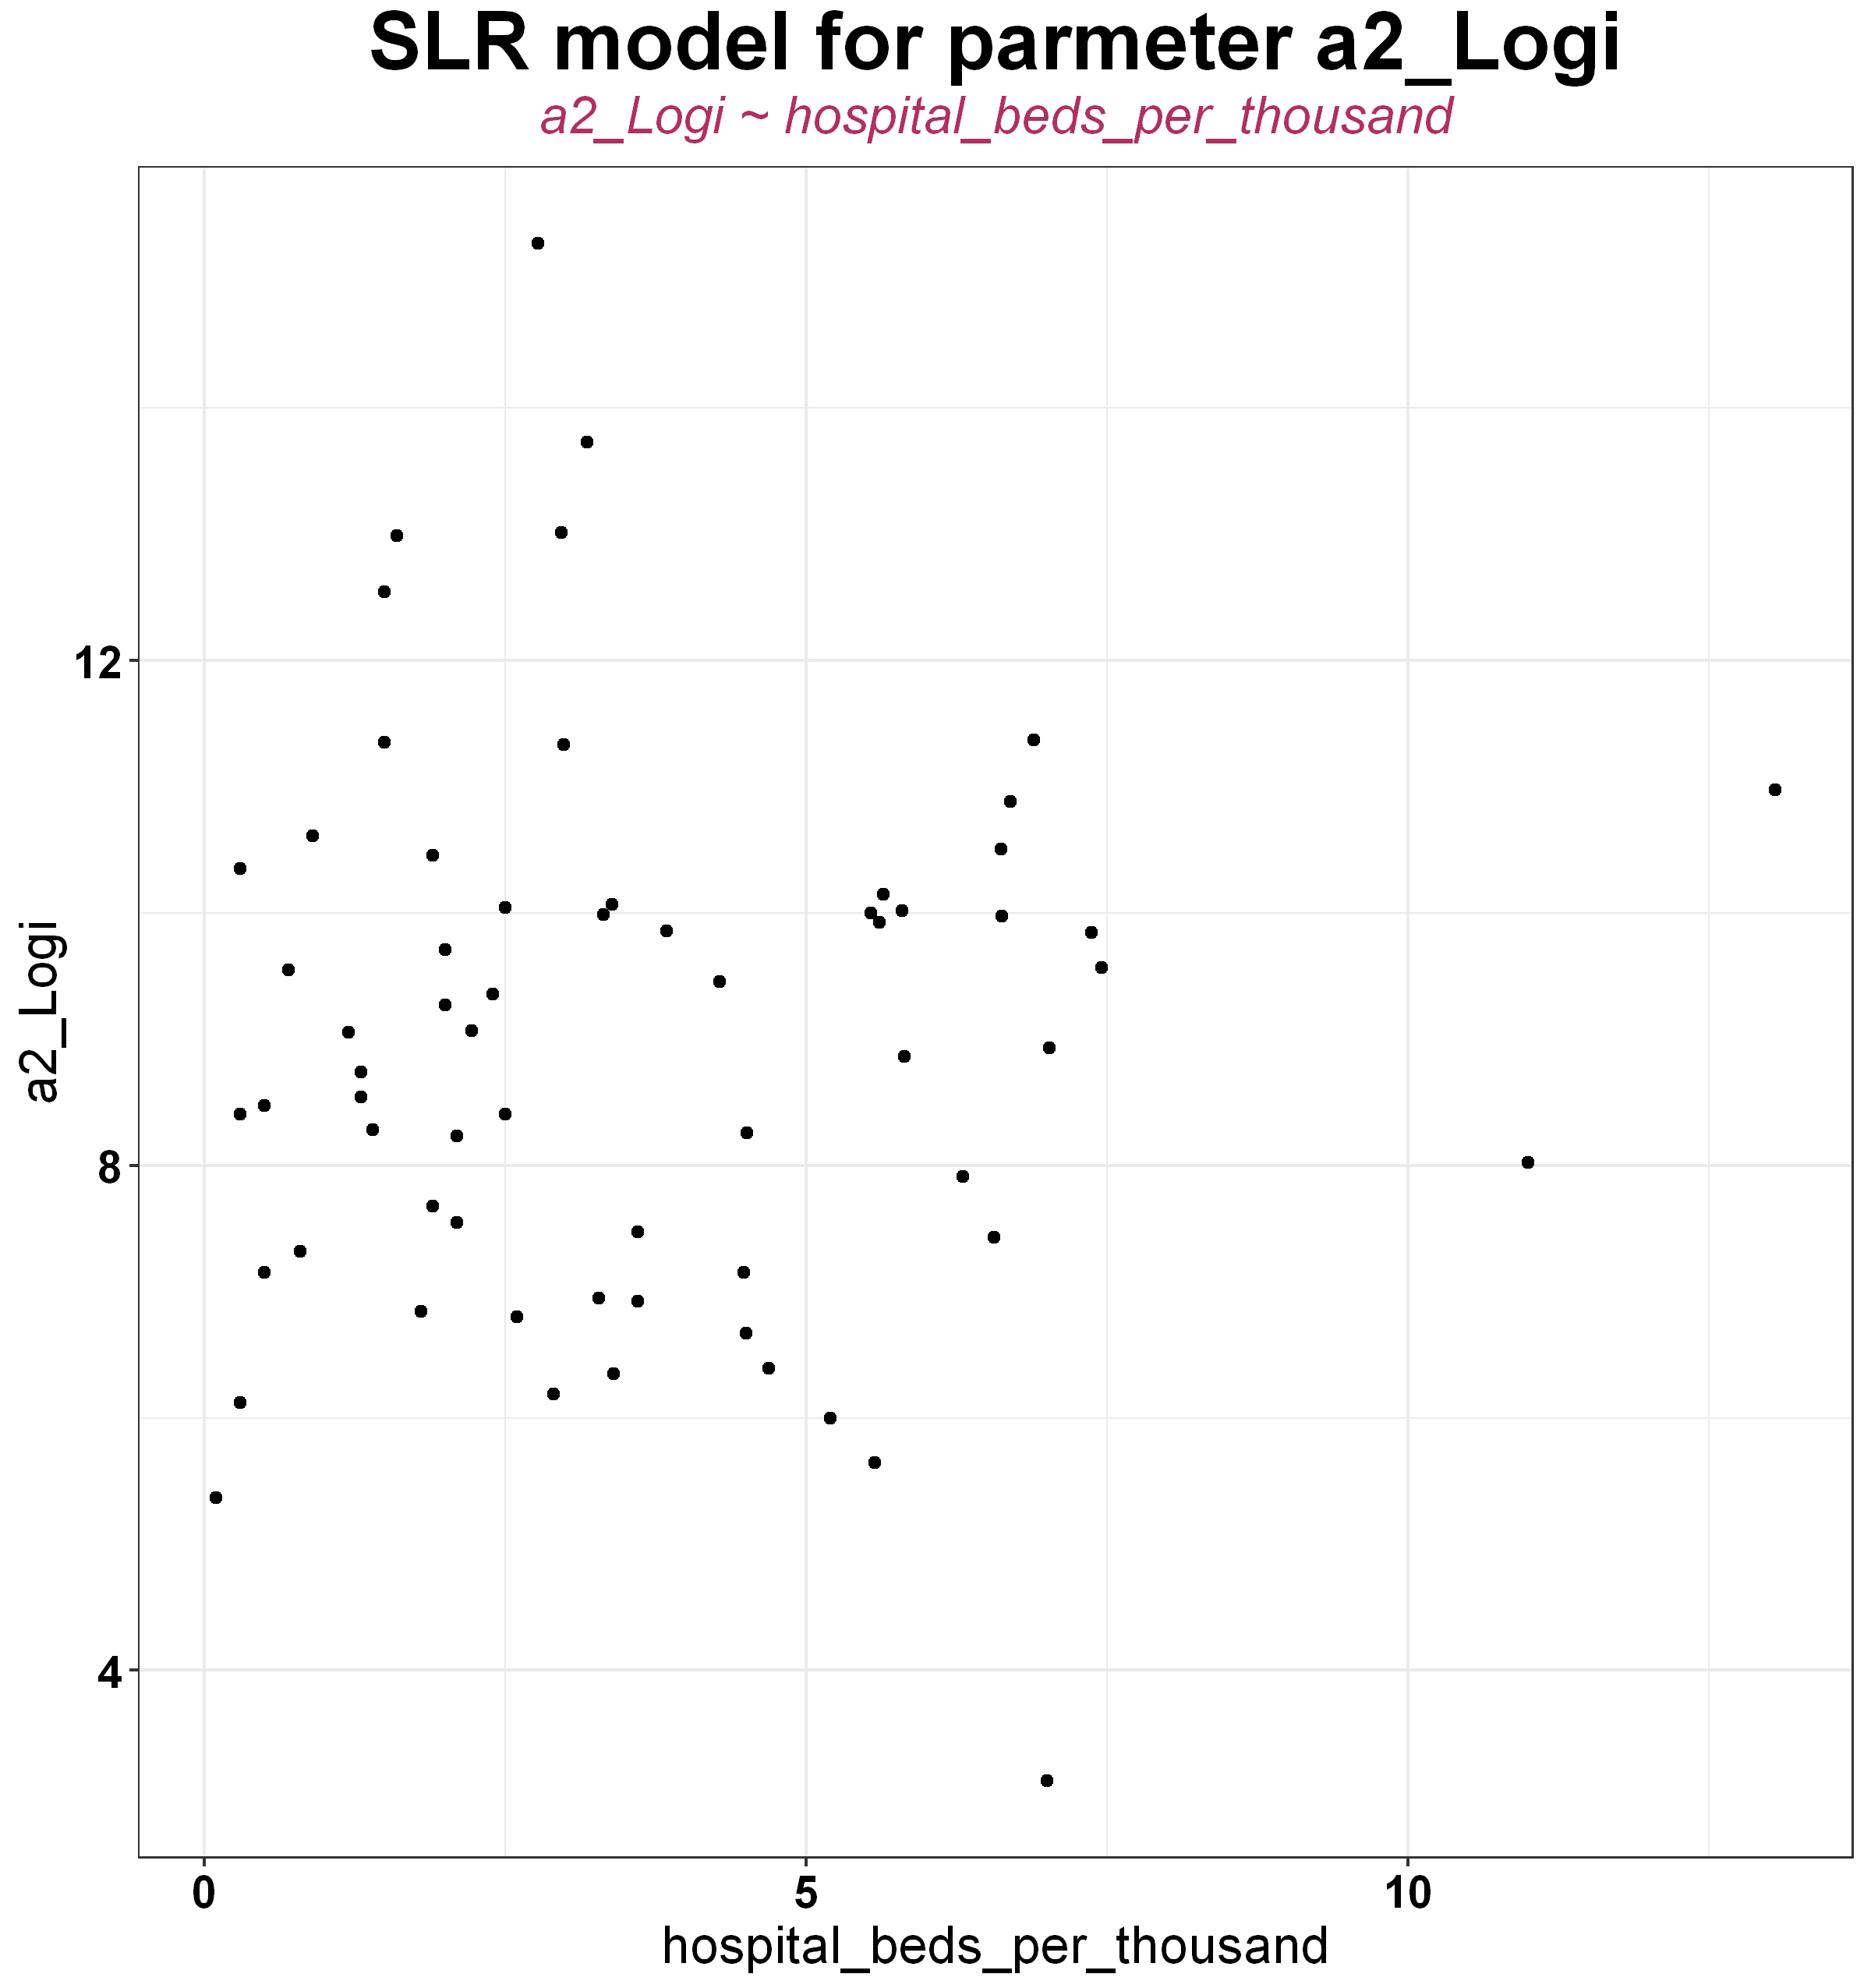 SLR model for parmeter a2_Logi
a2_Logi ~ hospital_beds_per_thousand
a2_Logi
12
8
4
0 5 10
hospital_beds_per_thousand